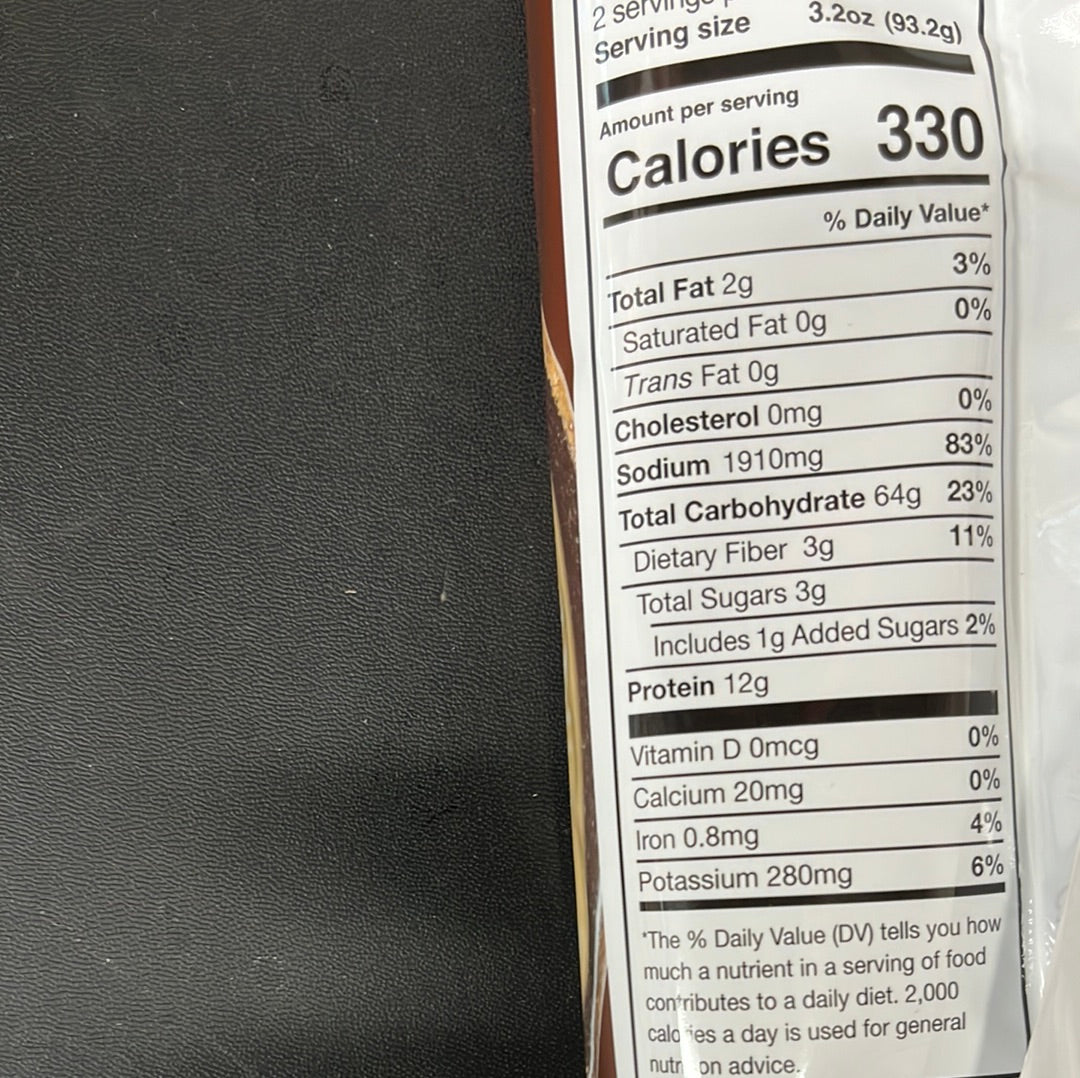 2 servings
Serving size 3.2oz (93.2g)
Amount per serving
Calories 330
% Daily Value*
Total Fat 2g 3%
Saturated Fat 0g 0%
Trans Fat 0g
Cholesterol 0mg 0%
Sodium 1910mg 83%
Total Carbohydrate 64g 23%
Dietary Fiber 3g 11%
Total Sugars 3g
Includes 1g Added Sugars 2%
Protein 12g
Vitamin D 0mcg 0%
Calcium 20mg 0%
Iron 0.8mg 4%
Potassium 280mg 6%
*The % Daily Value (DV) tells you how
much a nutrient in a serving of food
contributes to a daily diet. 2,000
calories a day is used for general
nutrition advice.